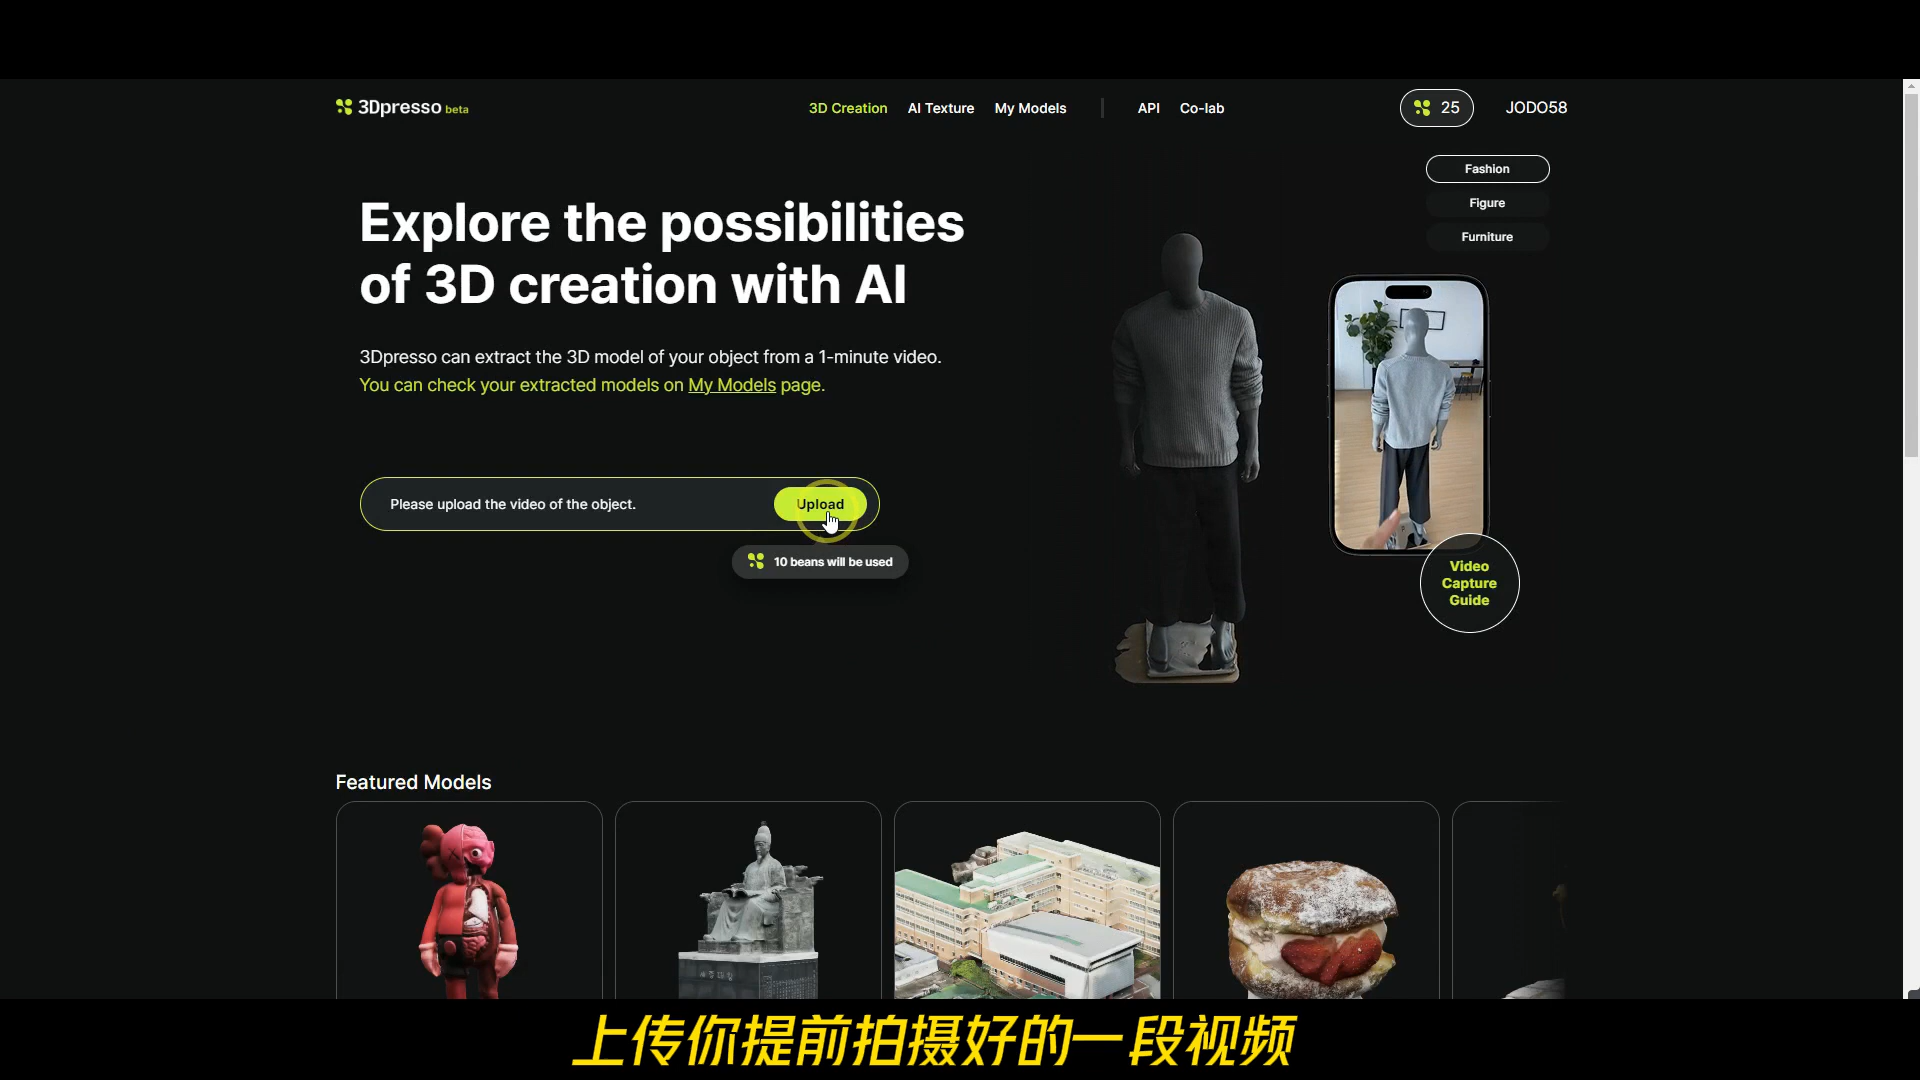 3Dpresso beta
3D Creation
AI Texture
My Models
API
Co-lab
25
JODO58
Fashion
Figure
Furniture
Explore the possibilities
of 3D creation with AI
3Dpresso can extract the 3D model of your object from a 1-minute video.
You can check your extracted models on My Models page.
Please upload the video of the object.
Upload
10 beans will be used
Video
Capture
Guide
Featured Models
上传你提前拍摄好的一段视频